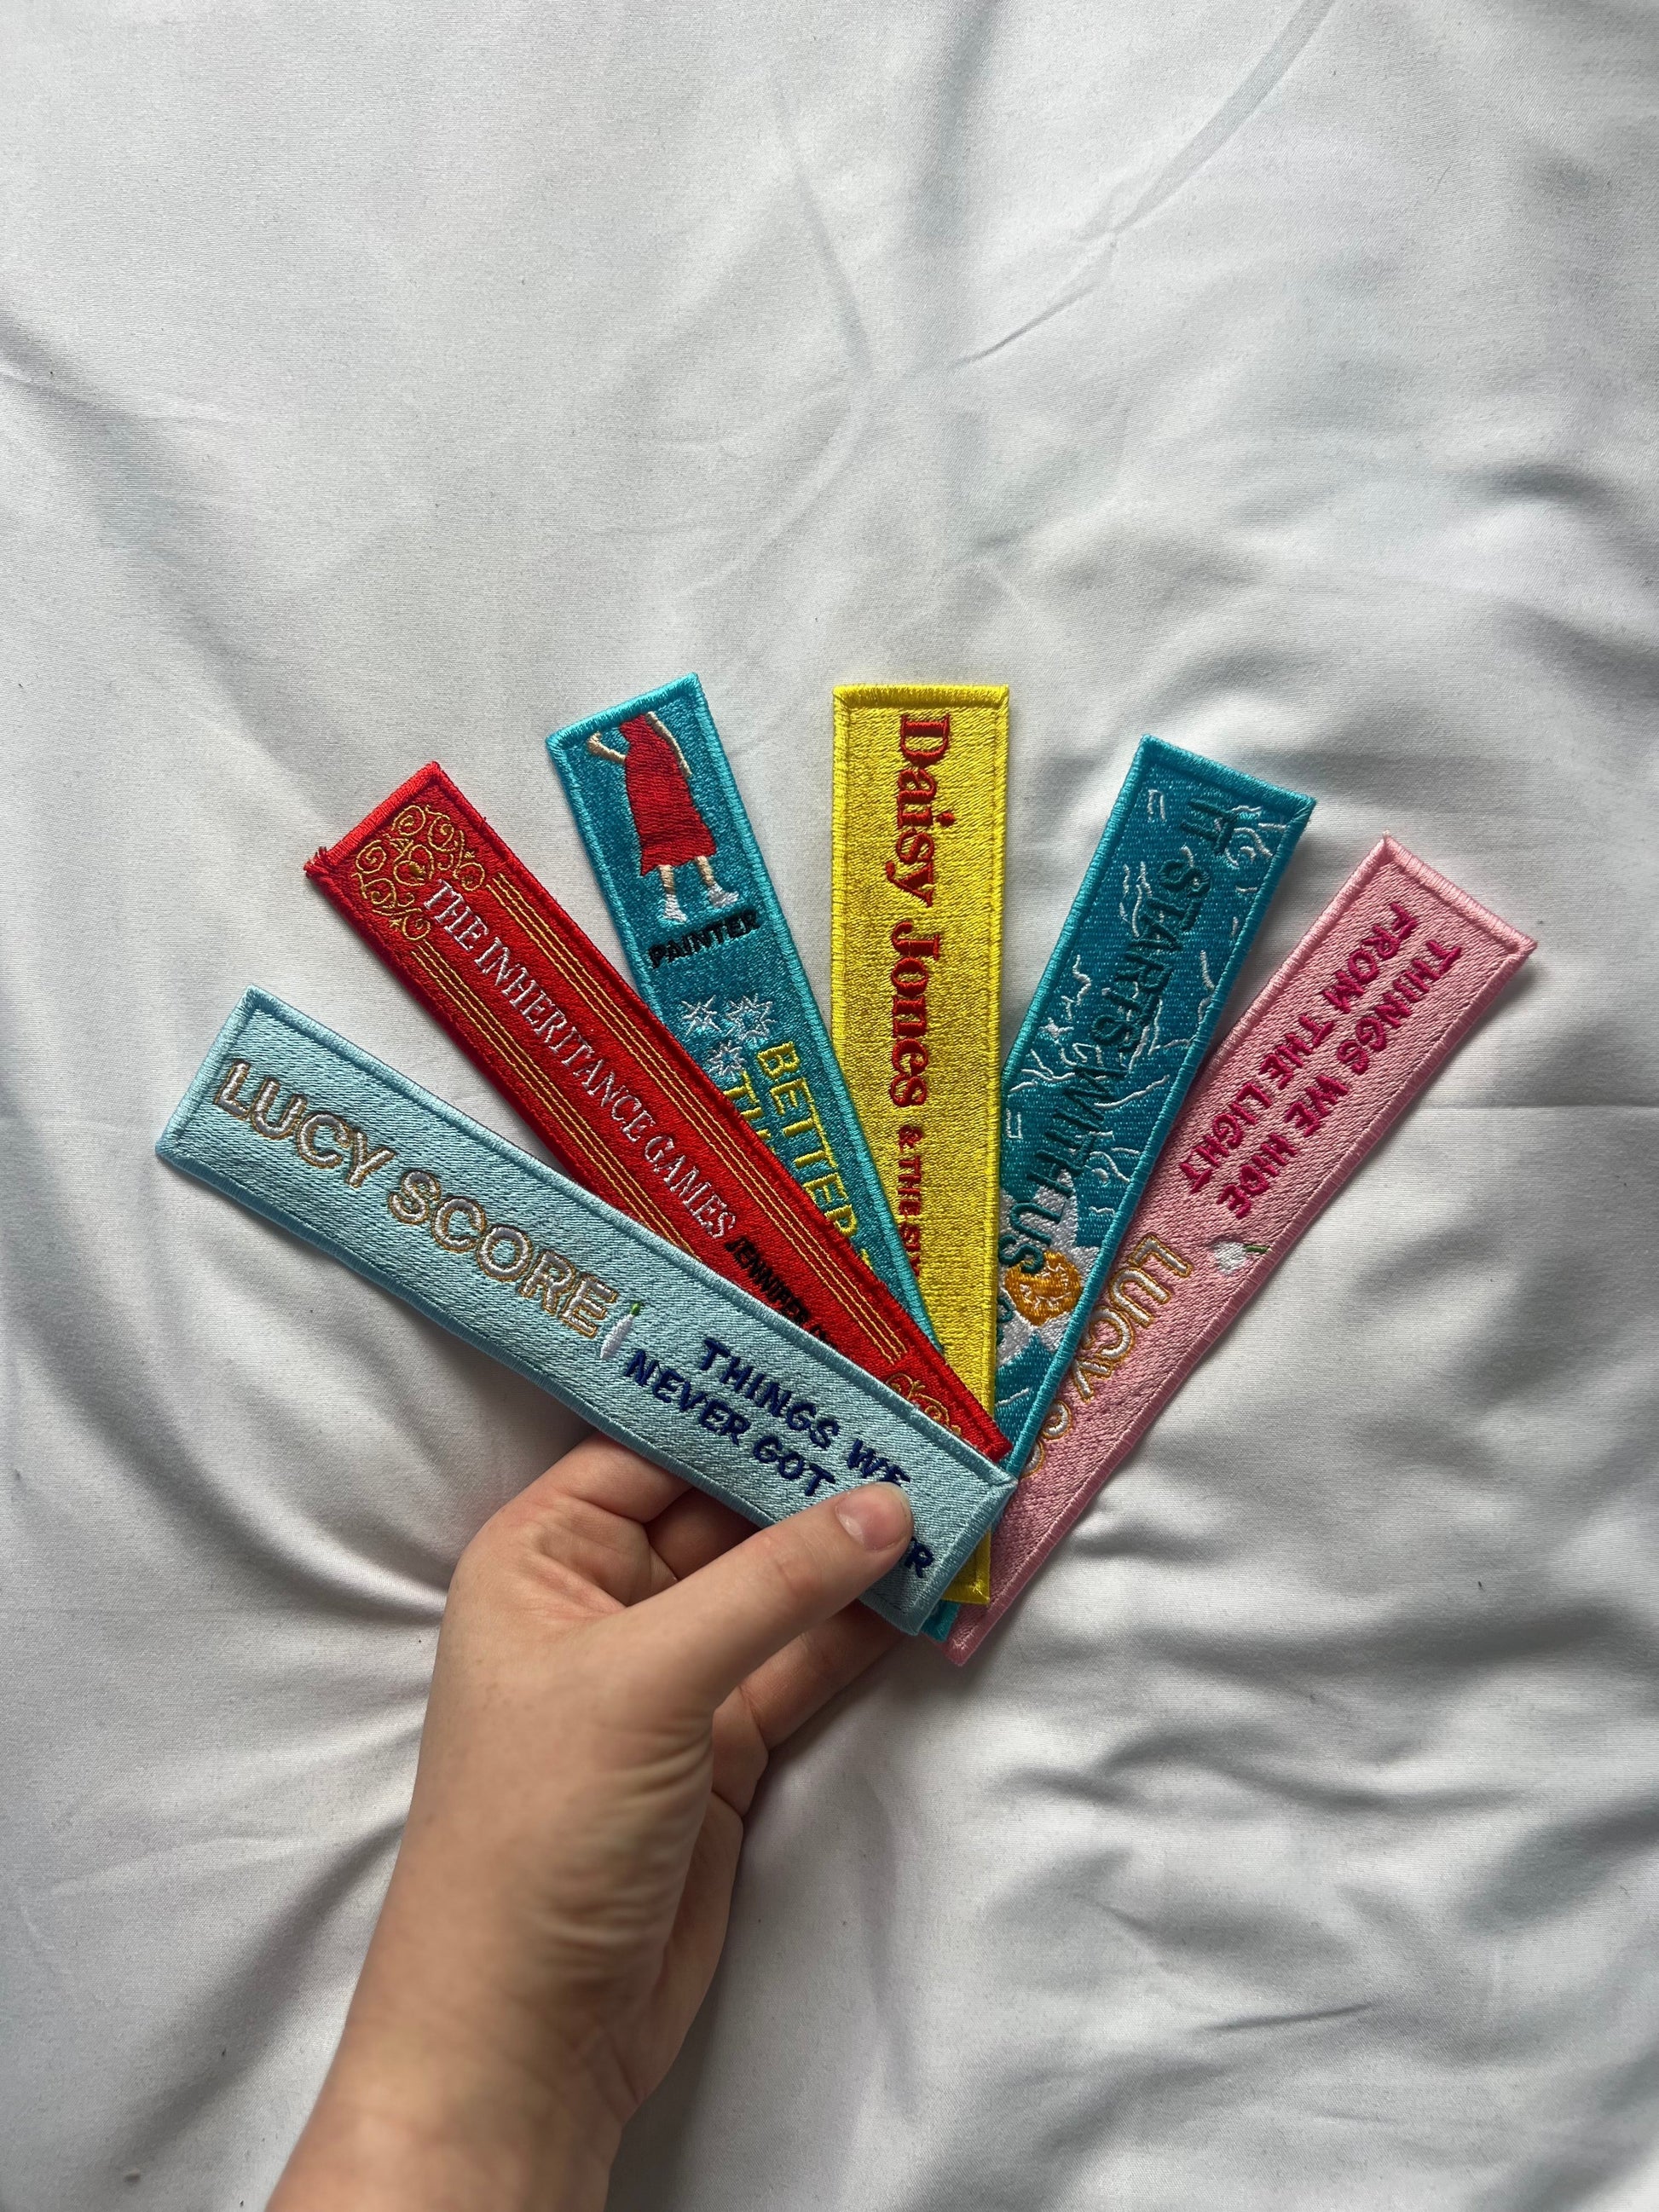 LUCY SCORE
THINGS WE
NEVER GOT
THE INHERITANCE GAMES
JENNIFER
PAINTER
BETTER
Daisy Jones & THE
IT STARTS WITH US
THINGS WE HIDE
FROM THE LIGHT
LUCY